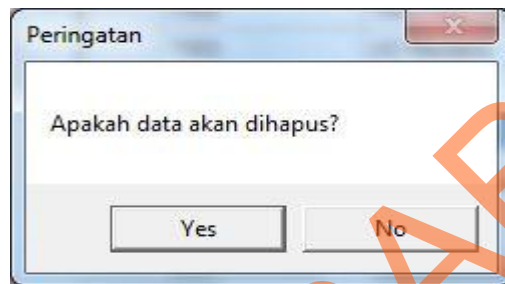 Peringatan
Apakah data akan dihapus?
Yes
No